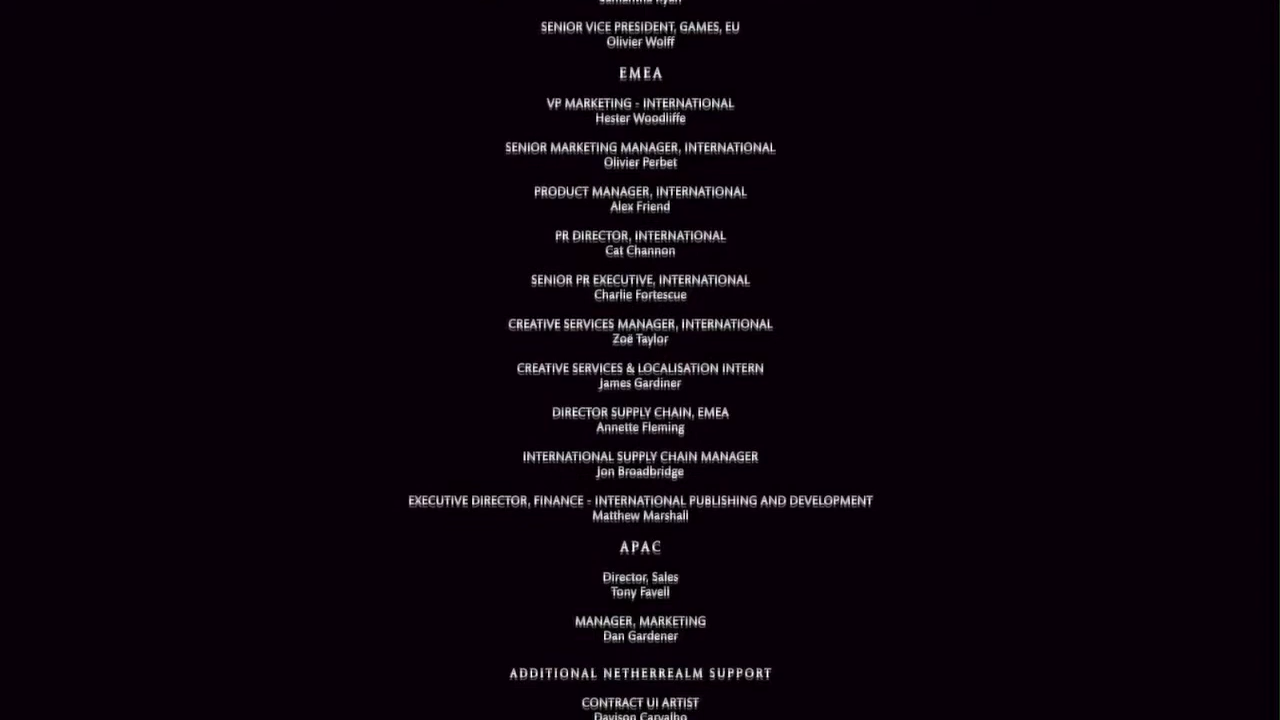 Samantha Ryan
SENIOR VICE PRESIDENT, GAMES, EU
Olivier Wolff
EMEA
VP MARKETING - INTERNATIONAL
Hester Woodliffe
SENIOR MARKETING MANAGER, INTERNATIONAL
Olivier Perbet
PRODUCT MANAGER, INTERNATIONAL
Alex Friend
PR DIRECTOR, INTERNATIONAL
Cat Channon
SENIOR PR EXECUTIVE, INTERNATIONAL
Charlie Fortescue
CREATIVE SERVICES MANAGER, INTERNATIONAL
Zoë Taylor
CREATIVE SERVICES & LOCALISATION INTERN
James Gardiner
DIRECTOR SUPPLY CHAIN, EMEA
Annette Fleming
INTERNATIONAL SUPPLY CHAIN MANAGER
Jon Broadbridge
EXECUTIVE DIRECTOR, FINANCE - INTERNATIONAL PUBLISHING AND DEVELOPMENT
Matthew Marshall
APAC
Director, Sales
Tony Favell
MANAGER, MARKETING
Dan Gardener
ADDITIONAL NETHERREALM SUPPORT
CONTRACT UI ARTIST
Davison Carvalho